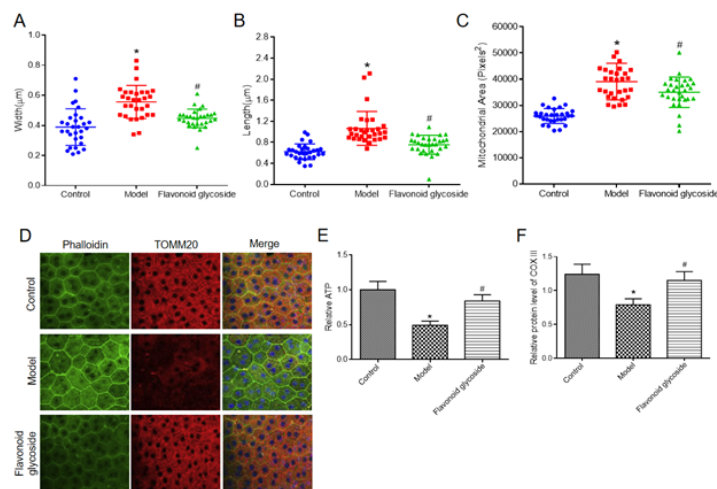 A
Width(μm)
0.0
0.2
0.4
0.6
0.8
1.0
*
#
Control
Model
Flavonoid glycoside
B
Length(μm)
0.0
0.4
0.8
1.2
1.6
2.0
2.4
2.8
*
#
Control
Model
Flavonoid glycoside
C
Mitochondrial Area (Pixels²)
0
10000
20000
30000
40000
50000
60000
*
#
Control
Model
Flavonoid glycoside
D
Phalloidin
TOMM20
Merge
Control
Model
Flavonoid
glycoside
E
Relative ATP
0.0
0.5
1.0
1.5
*
#
Control
Model
Flavonoid glycoside
F
Relative protein level of COX III
0.0
0.5
1.0
1.5
*
#
Control
Model
Flavonoid glycoside